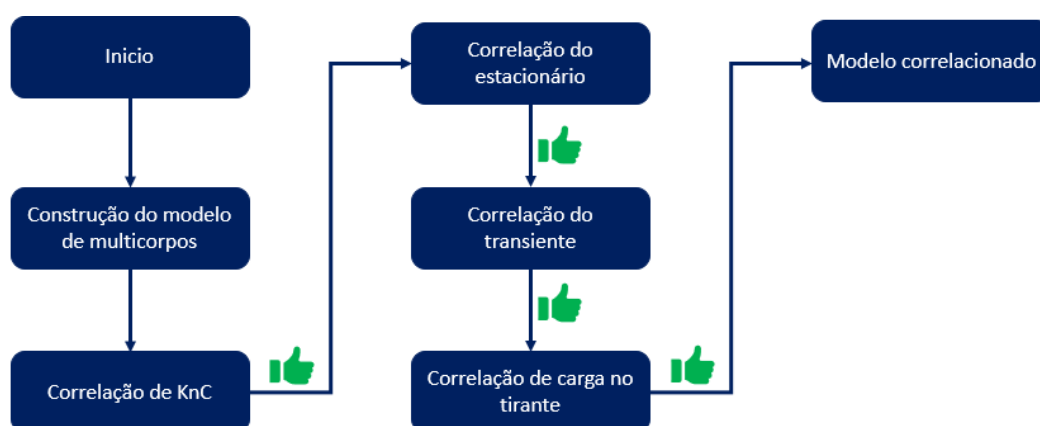 Inicio
Construção do modelo
de multicorpos
Correlação de KnC
Correlação do
estacionário
Correlação do
transiente
Correlação de carga no
tirante
Modelo correlacionado